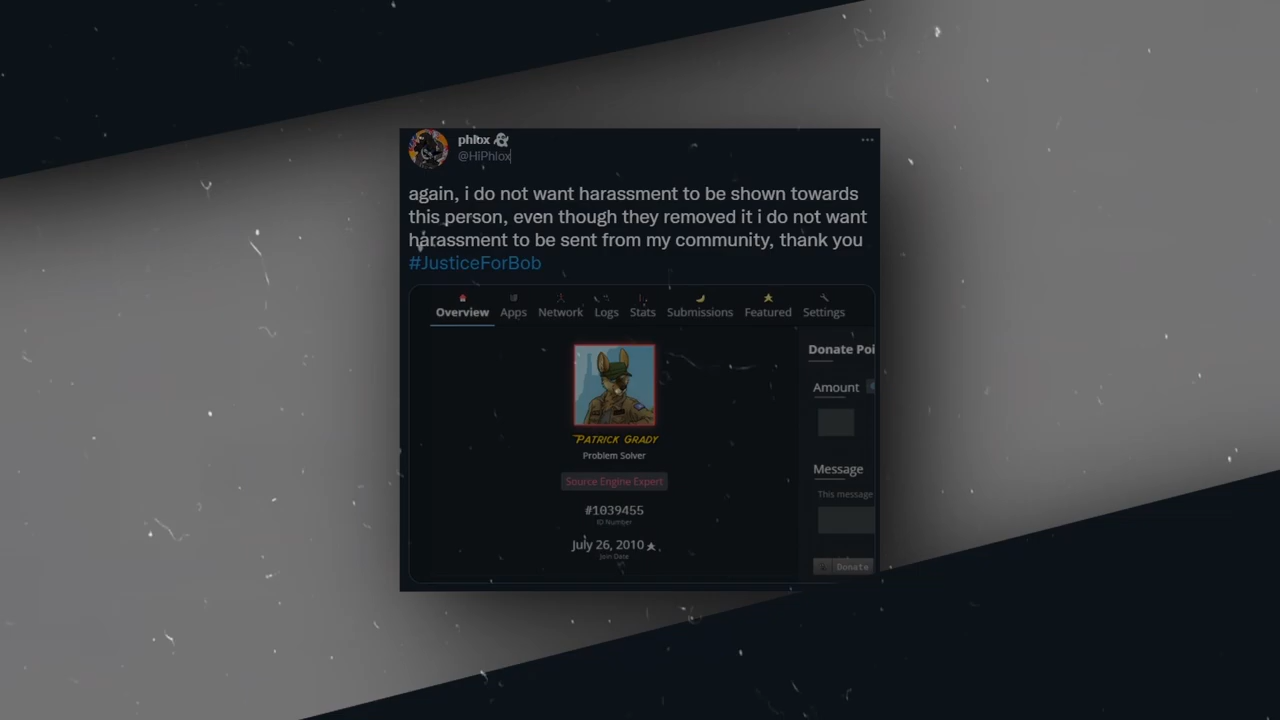 phlox
@HiPhlox
again, i do not want harassment to be shown towards
this person, even though they removed it i do not want
harassment to be sent from my community, thank you
#JusticeForBob
Overview Apps Network Logs Stats Submissions Featured Settings
PATRICK GRADY
Problem Solver
Source Engine Expert
#1039455
ID Number
July 26, 2010
Join Date
Donate Poi
Amount
Message
This message
Donate